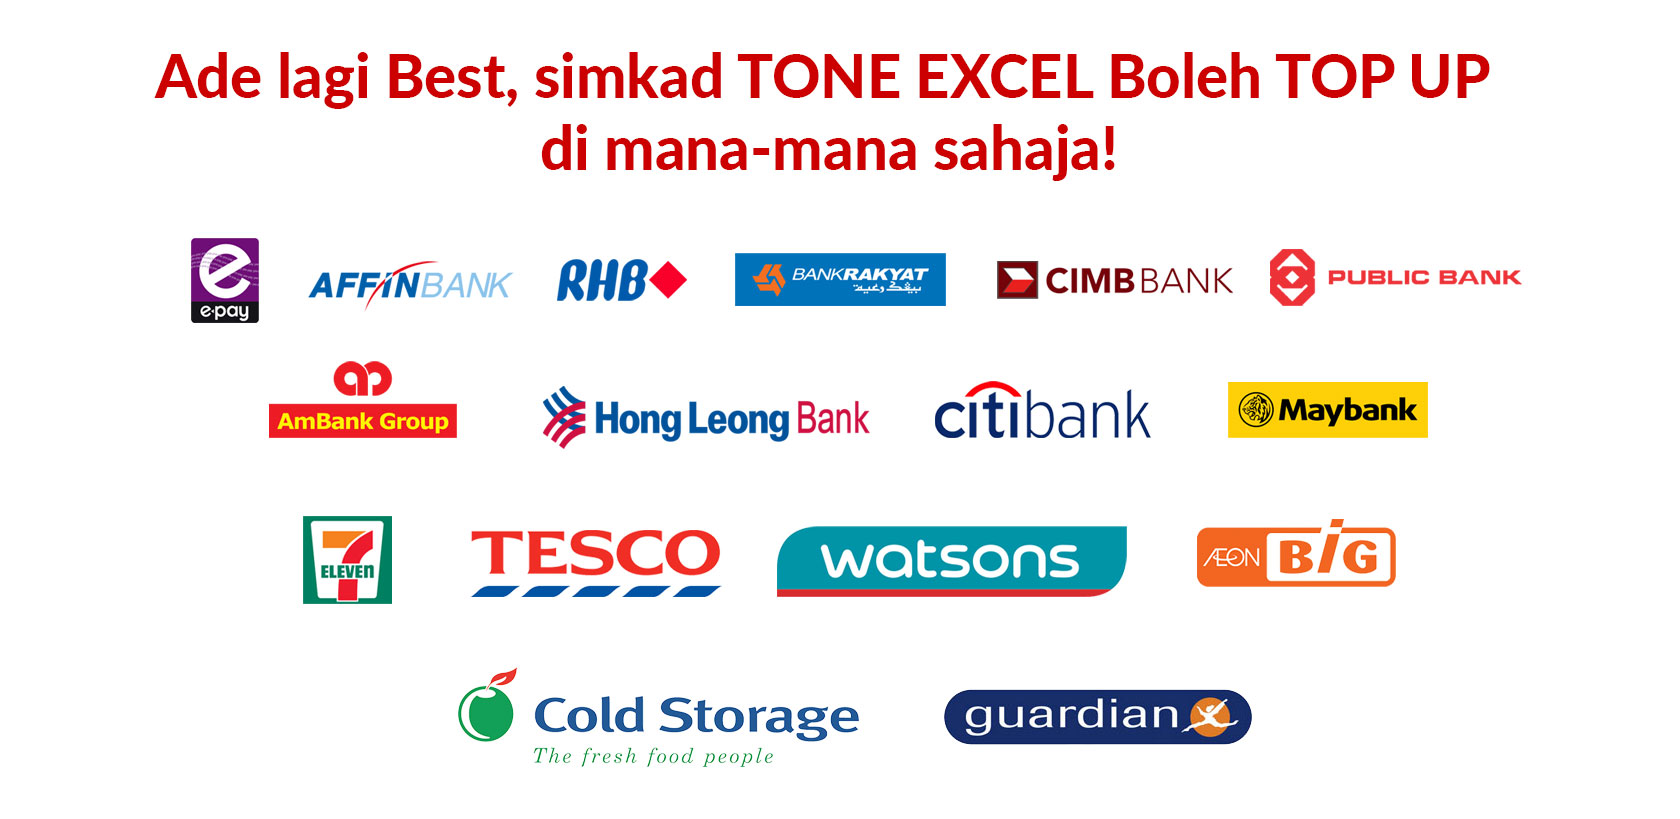 Ade lagi Best, simkad TONE EXCEL Boleh TOP UP
di mana-mana sahaja!
e
e-pay
AFFINBANK
RHB
BANKRAKYAT
بيڤك رعية
CIMB BANK
PUBLIC BANK
AmBank Group
Hong Leong Bank
citibank
Maybank
7
ELEVEN
TESCO
watsons
ÆON BiG
Cold Storage
The fresh food people
guardian